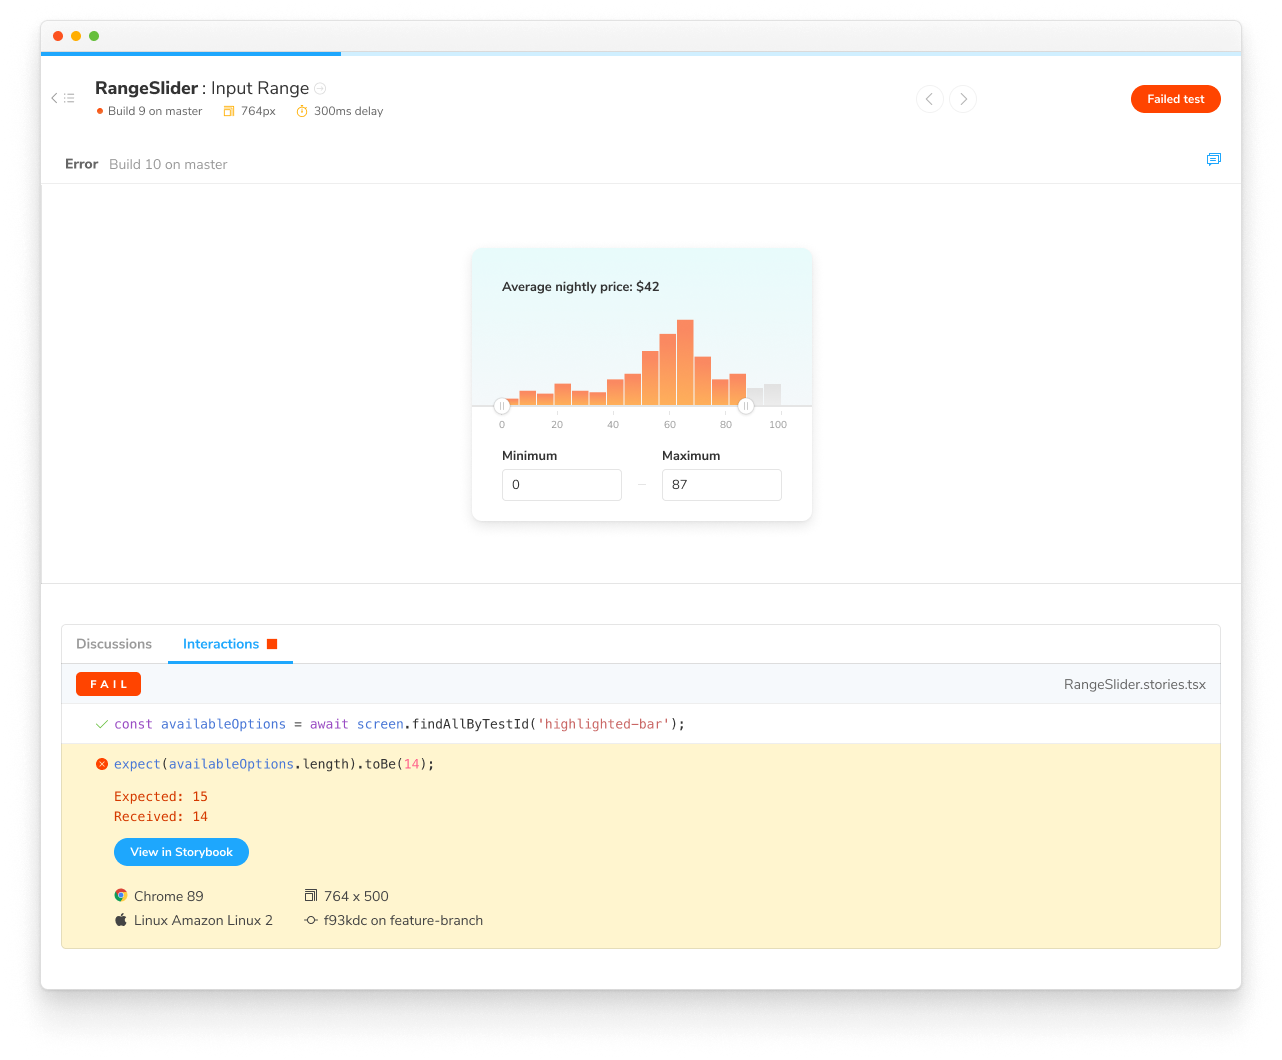 RangeSlider : Input Range
Build 9 on master 764px 300ms delay
Failed test
Error Build 10 on master
Average nightly price: $42
0 20 40 60 80 100
Minimum Maximum
0 – 87
Discussions Interactions
FAIL RangeSlider.stories.tsx
const availableOptions = await screen.findAllByTestId('highlighted-bar');
expect(availableOptions.length).toBe(14);
Expected: 15
Received: 14
View in Storybook
Chrome 89 764 x 500
Linux Amazon Linux 2 f93kdc on feature-branch